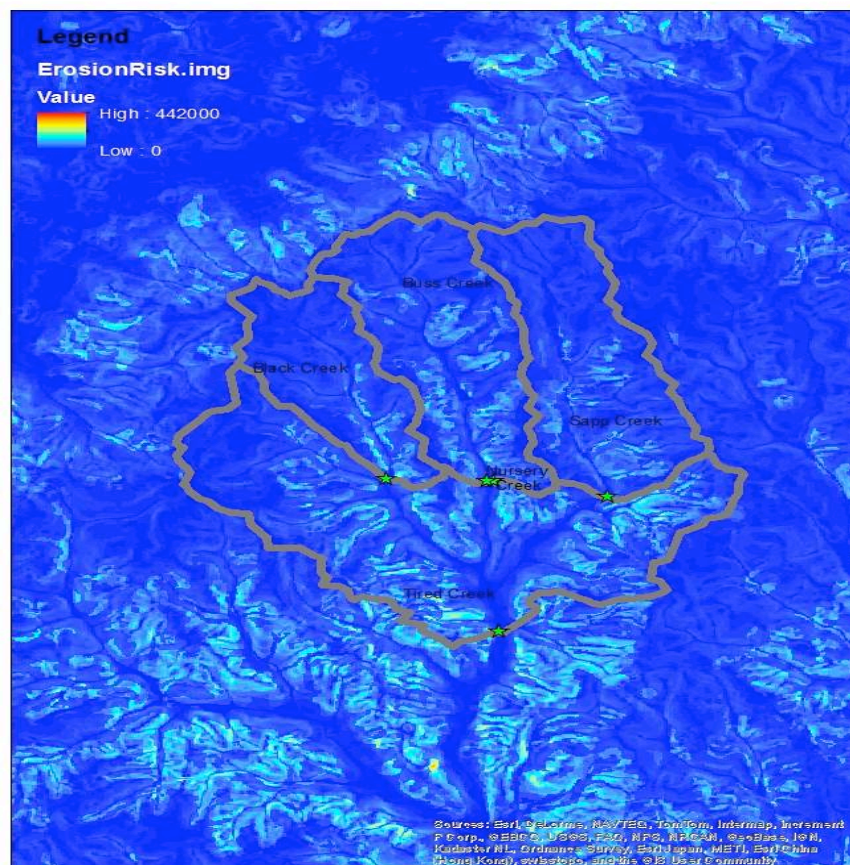 Legend
ErosionRisk.img
Value
High : 442000
Low : 0
Buss Creek
Black Creek
Sapp Creek
Nursery
Creek
Tired Creek
Sources: Esri, DeLorme, NAVTEQ, TomTom, Intermap, increment
P Corp., GEBCO, USGS, FAO, NPS, NRCAN, GeoBase, IGN,
Kadaster NL, Ordnance Survey, Esri Japan, METI, Esri China
(Hong Kong), swisstopo, and the GIS User Community